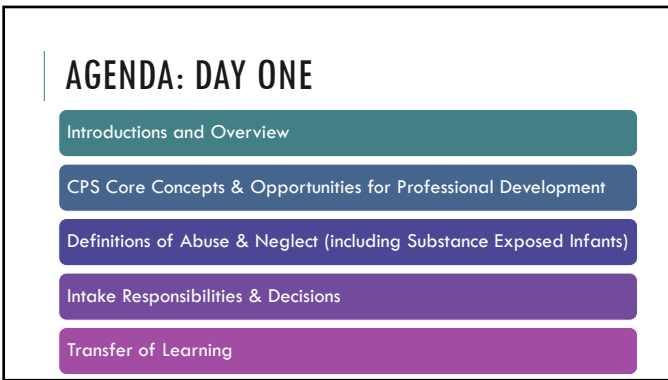 AGENDA: DAY ONE
Introductions and Overview
CPS Core Concepts & Opportunities for Professional Development
Definitions of Abuse & Neglect (including Substance Exposed Infants)
Intake Responsibilities & Decisions
Transfer of Learning